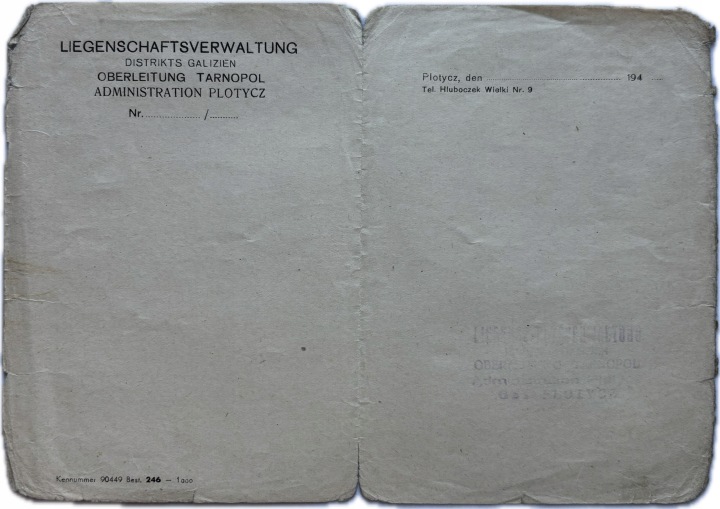 LIEGENSCHAFTSVERWALTUNG
DISTRIKTS GALIZIEN
OBERLEITUNG TARNOPOL
ADMINISTRATION PLOTYCZ
Nr. .................... /..........
Plotycz, den ........................................ 194 ....
Tel. Hluboczek Wielki Nr. 9
Kennummer 90449 Best. 246 — 1000